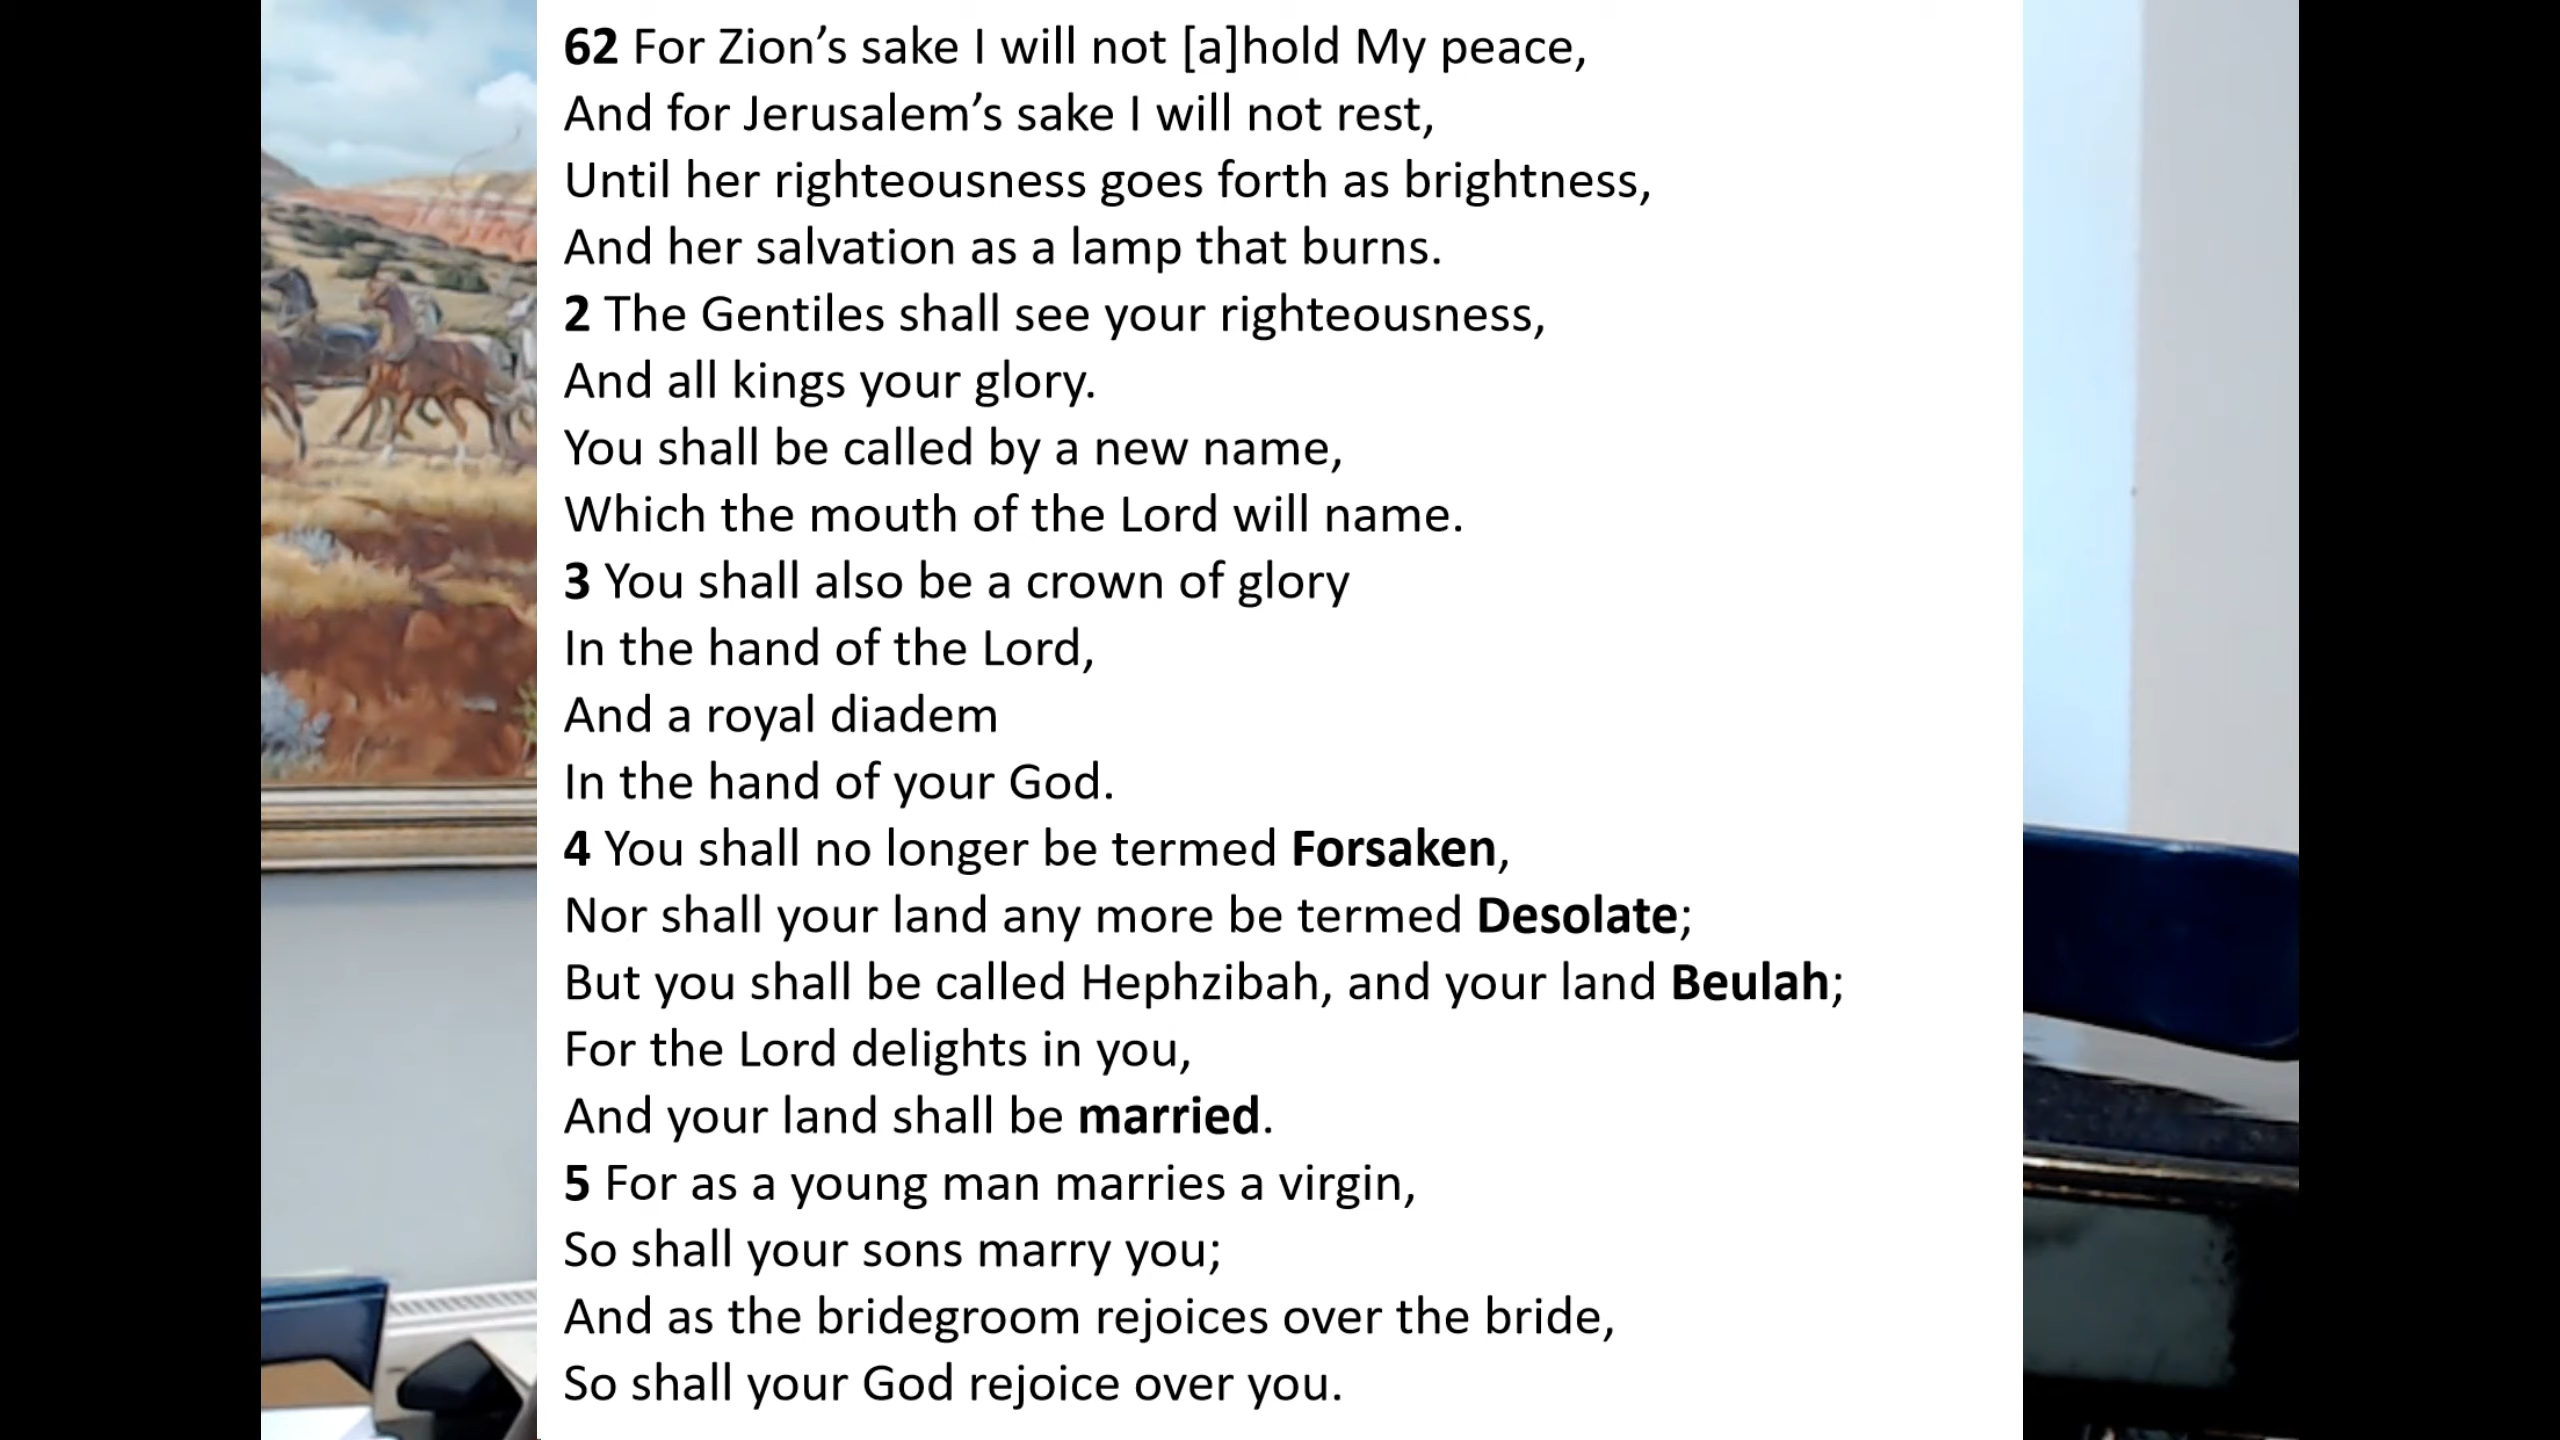 62 For Zion’s sake I will not [a]hold My peace,
And for Jerusalem’s sake I will not rest,
Until her righteousness goes forth as brightness,
And her salvation as a lamp that burns.
2 The Gentiles shall see your righteousness,
And all kings your glory.
You shall be called by a new name,
Which the mouth of the Lord will name.
3 You shall also be a crown of glory
In the hand of the Lord,
And a royal diadem
In the hand of your God.
4 You shall no longer be termed Forsaken,
Nor shall your land any more be termed Desolate;
But you shall be called Hephzibah, and your land Beulah;
For the Lord delights in you,
And your land shall be married.
5 For as a young man marries a virgin,
So shall your sons marry you;
And as the bridegroom rejoices over the bride,
So shall your God rejoice over you.